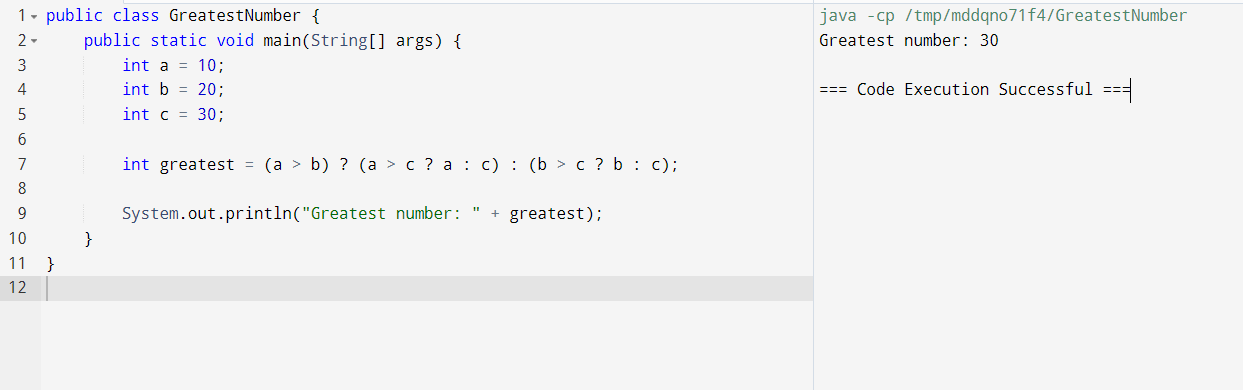 1 public class GreatestNumber {
2 public static void main(String[] args) {
3 int a = 10;
4 int b = 20;
5 int c = 30;
6
7 int greatest = (a > b) ? (a > c ? a : c) : (b > c ? b : c);
8
9 System.out.println("Greatest number: " + greatest);
10 }
11 }
12
java -cp /tmp/mddqno71f4/GreatestNumber
Greatest number: 30
=== Code Execution Successful ===